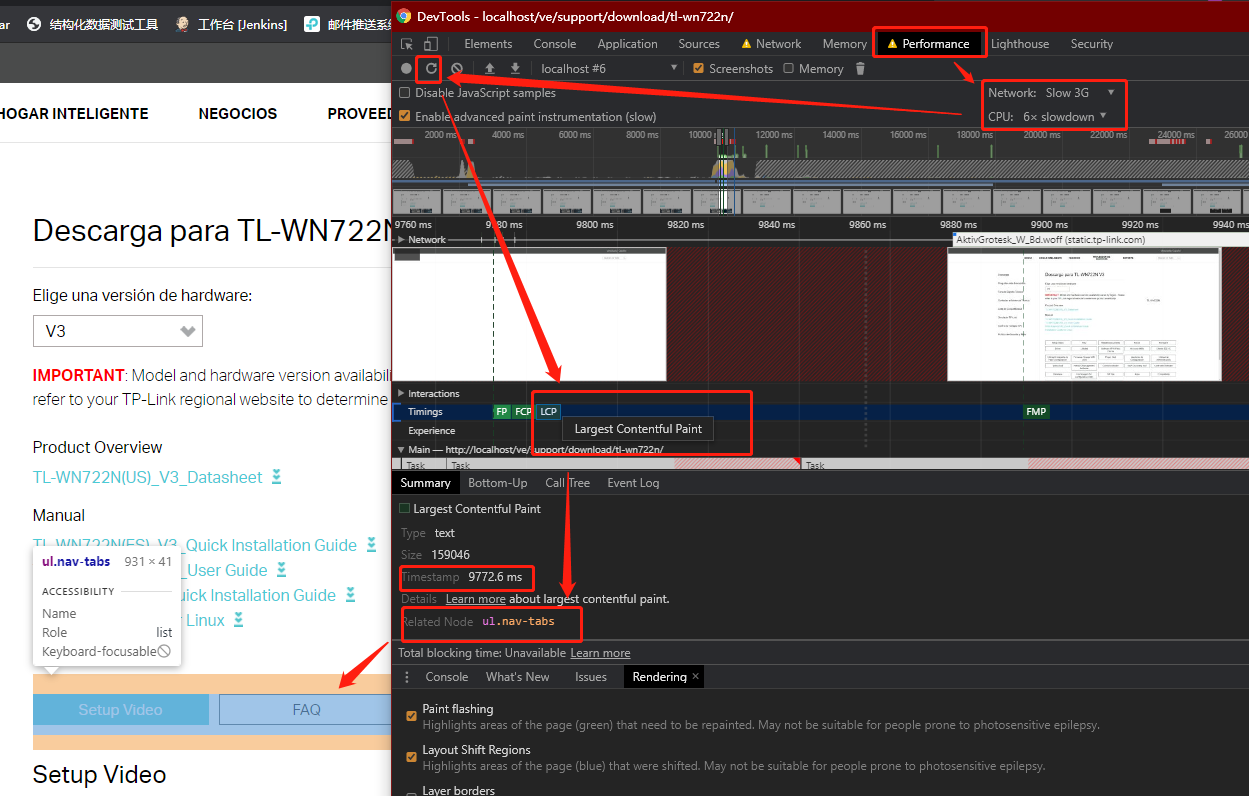 ar
结构化数据测试工具
工作台 [Jenkins]
邮件推送系
HOGAR INTELIGENTE
NEGOCIOS
PROVEED
Descarga para TL-WN722N
Elige una versión de hardware:
V3
IMPORTANT: Model and hardware version availabili
refer to your TP-Link regional website to determine
Product Overview
TL-WN722N(US)_V3_Datasheet
Manual
TL-WN722N(ES)_V3_Quick Installation Guide
_User Guide
uick Installation Guide
r Linux
ul.nav-tabs 931 × 41
ACCESSIBILITY
Name
Role list
Keyboard-focusable
Setup Video
FAQ
Setup Video
DevTools - localhost/ve/support/download/tl-wn722n/
Elements Console Application Sources Network Memory Performance Lighthouse Security
localhost #6 Screenshots Memory
Disable JavaScript samples
Enable advanced paint instrumentation (slow)
Network: Slow 3G
CPU: 6× slowdown
2000 ms 4000 ms 6000 ms 8000 ms 10000 12000 ms 14000 ms 16000 ms 18000 ms 20000 ms 22000 ms 24000 ms 26000
9760 ms 9780 ms 9800 ms 9820 ms 9840 ms 9860 ms 9880 ms 9900 ms 9920 ms 9940 ms
Network
AktivGrotesk_W_Bd.woff (static.tp-link.com)
Descarga para TL-WN722N V3
Interactions
Timings FP FCP LCP FMP
Largest Contentful Paint
Experience
Main — http://localhost/ve/support/download/tl-wn722n/
Task Task Task
Summary Bottom-Up Call Tree Event Log
Largest Contentful Paint
Type text
Size 159046
Timestamp 9772.6 ms
Details Learn more about largest contentful paint.
Related Node ul.nav-tabs
Total blocking time: Unavailable Learn more
Console What's New Issues Rendering ×
Paint flashing
Highlights areas of the page (green) that need to be repainted. May not be suitable for people prone to photosensitive epilepsy.
Layout Shift Regions
Highlights areas of the page (blue) that were shifted. May not be suitable for people prone to photosensitive epilepsy.
Layer borders